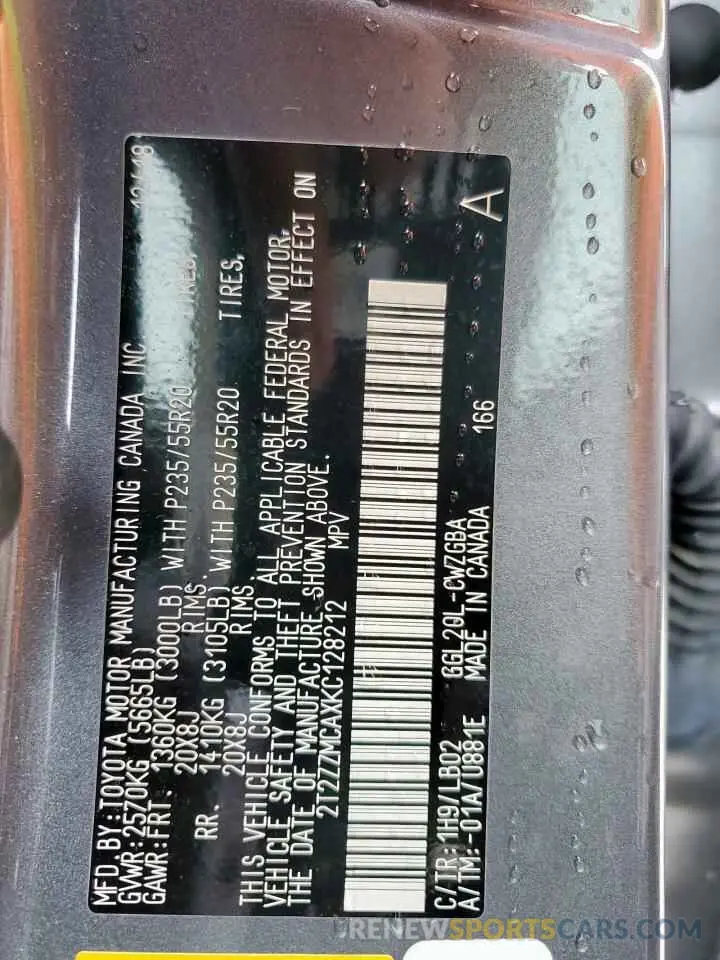 MFD.BY:TOYOTA MOTOR MANUFACTURING CANADA INC 12/18
GVWR:2570KG (5665LB)
GAWR:FRT. 1360KG (3000LB) WITH P235/55R20 TIRES,
20X8J RIMS.
RR. 1410KG (3105LB) WITH P235/55R20 TIRES,
20X8J RIMS.
THIS VEHICLE CONFORMS TO ALL APPLICABLE FEDERAL MOTOR,
VEHICLE SAFETY AND THEFT PREVENTION STANDARDS IN EFFECT ON
THE DATE OF MANUFACTURE SHOWN ABOVE.
2T2ZZMCAXKC128212 MPV
C/TR:1H9/LB02 GGL20L-CWZGBA
A/TM:-01A/U881E MADE IN CANADA 166 A
RENEWSPORTSCARS.COM